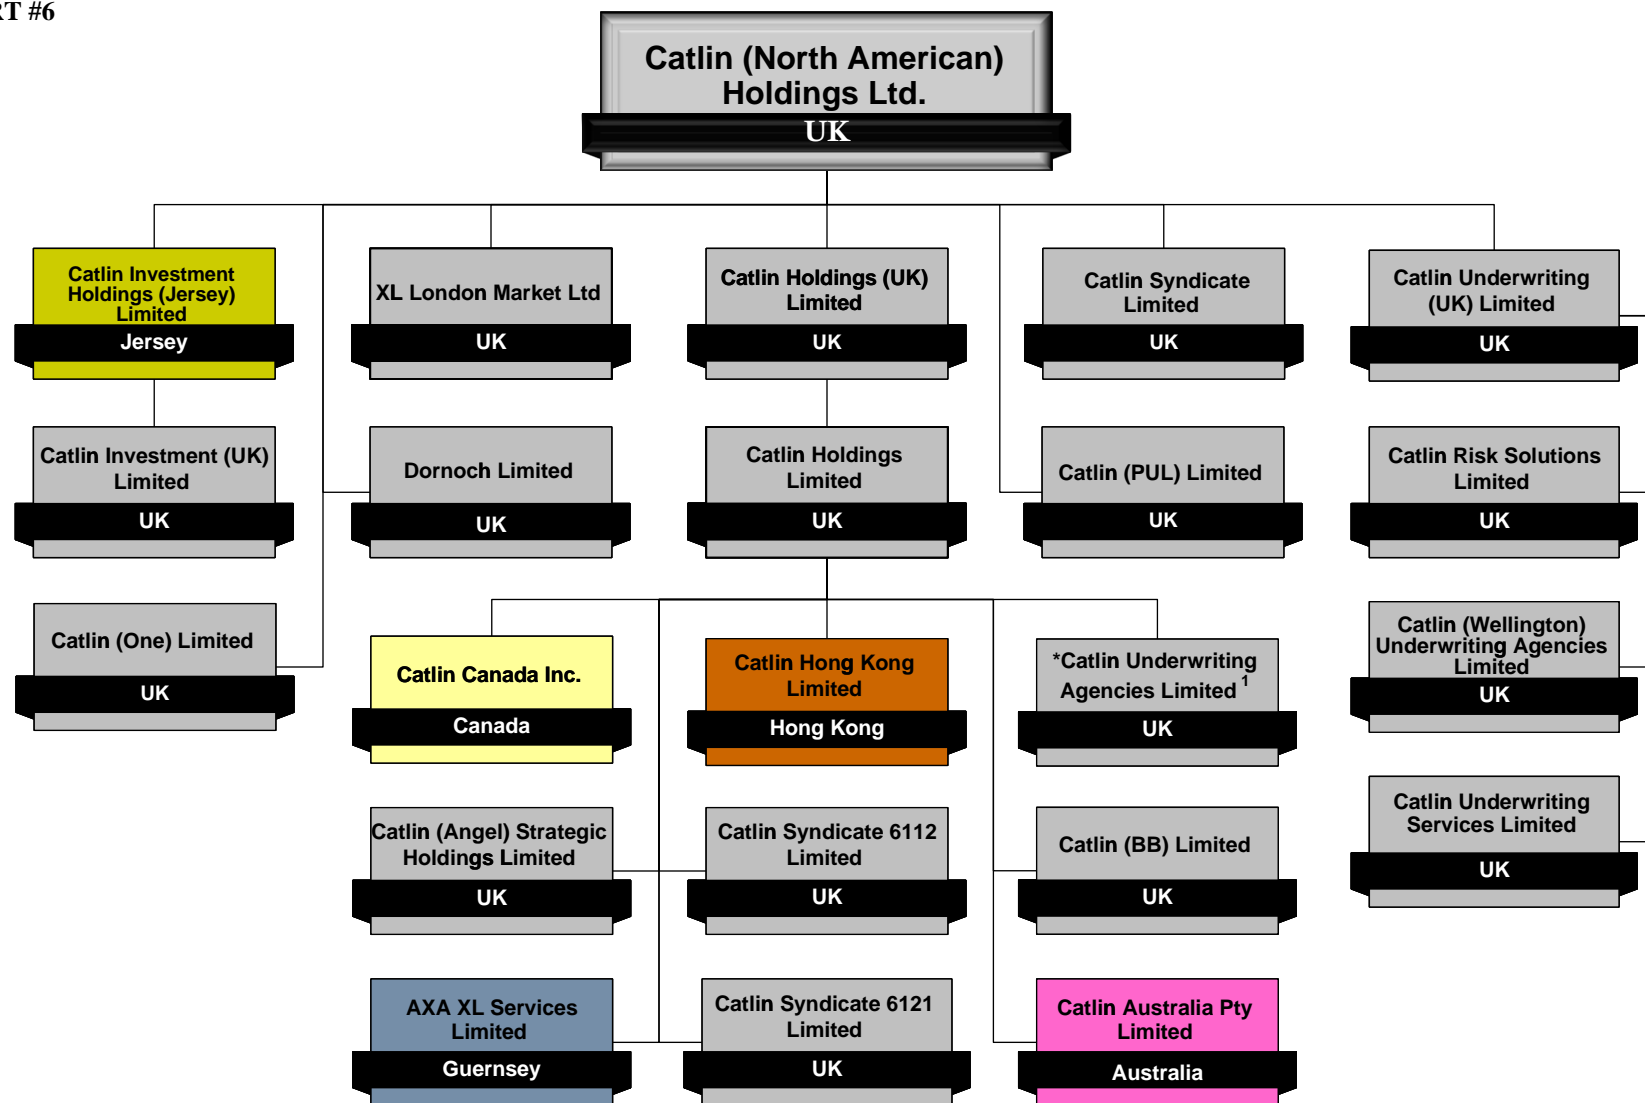 RT #6
Catlin (North American)
Holdings Ltd.
UK
Catlin Investment
Holdings (Jersey)
Limited
Jersey
XL London Market Ltd
UK
Catlin Holdings (UK)
Limited
UK
Catlin Syndicate
Limited
UK
Catlin Underwriting
(UK) Limited
UK
Catlin Investment (UK)
Limited
UK
Dornoch Limited
UK
Catlin Holdings
Limited
UK
Catlin (PUL) Limited
UK
Catlin Risk Solutions
Limited
UK
Catlin (One) Limited
UK
Catlin Canada Inc.
Canada
Catlin Hong Kong
Limited
Hong Kong
*Catlin Underwriting
Agencies Limited 1
UK
Catlin (Wellington)
Underwriting Agencies
Limited
UK
Catlin (Angel) Strategic
Holdings Limited
UK
Catlin Syndicate 6112
Limited
UK
Catlin (BB) Limited
UK
Catlin Underwriting
Services Limited
UK
AXA XL Services
Limited
Guernsey
Catlin Syndicate 6121
Limited
UK
Catlin Australia Pty
Limited
Australia